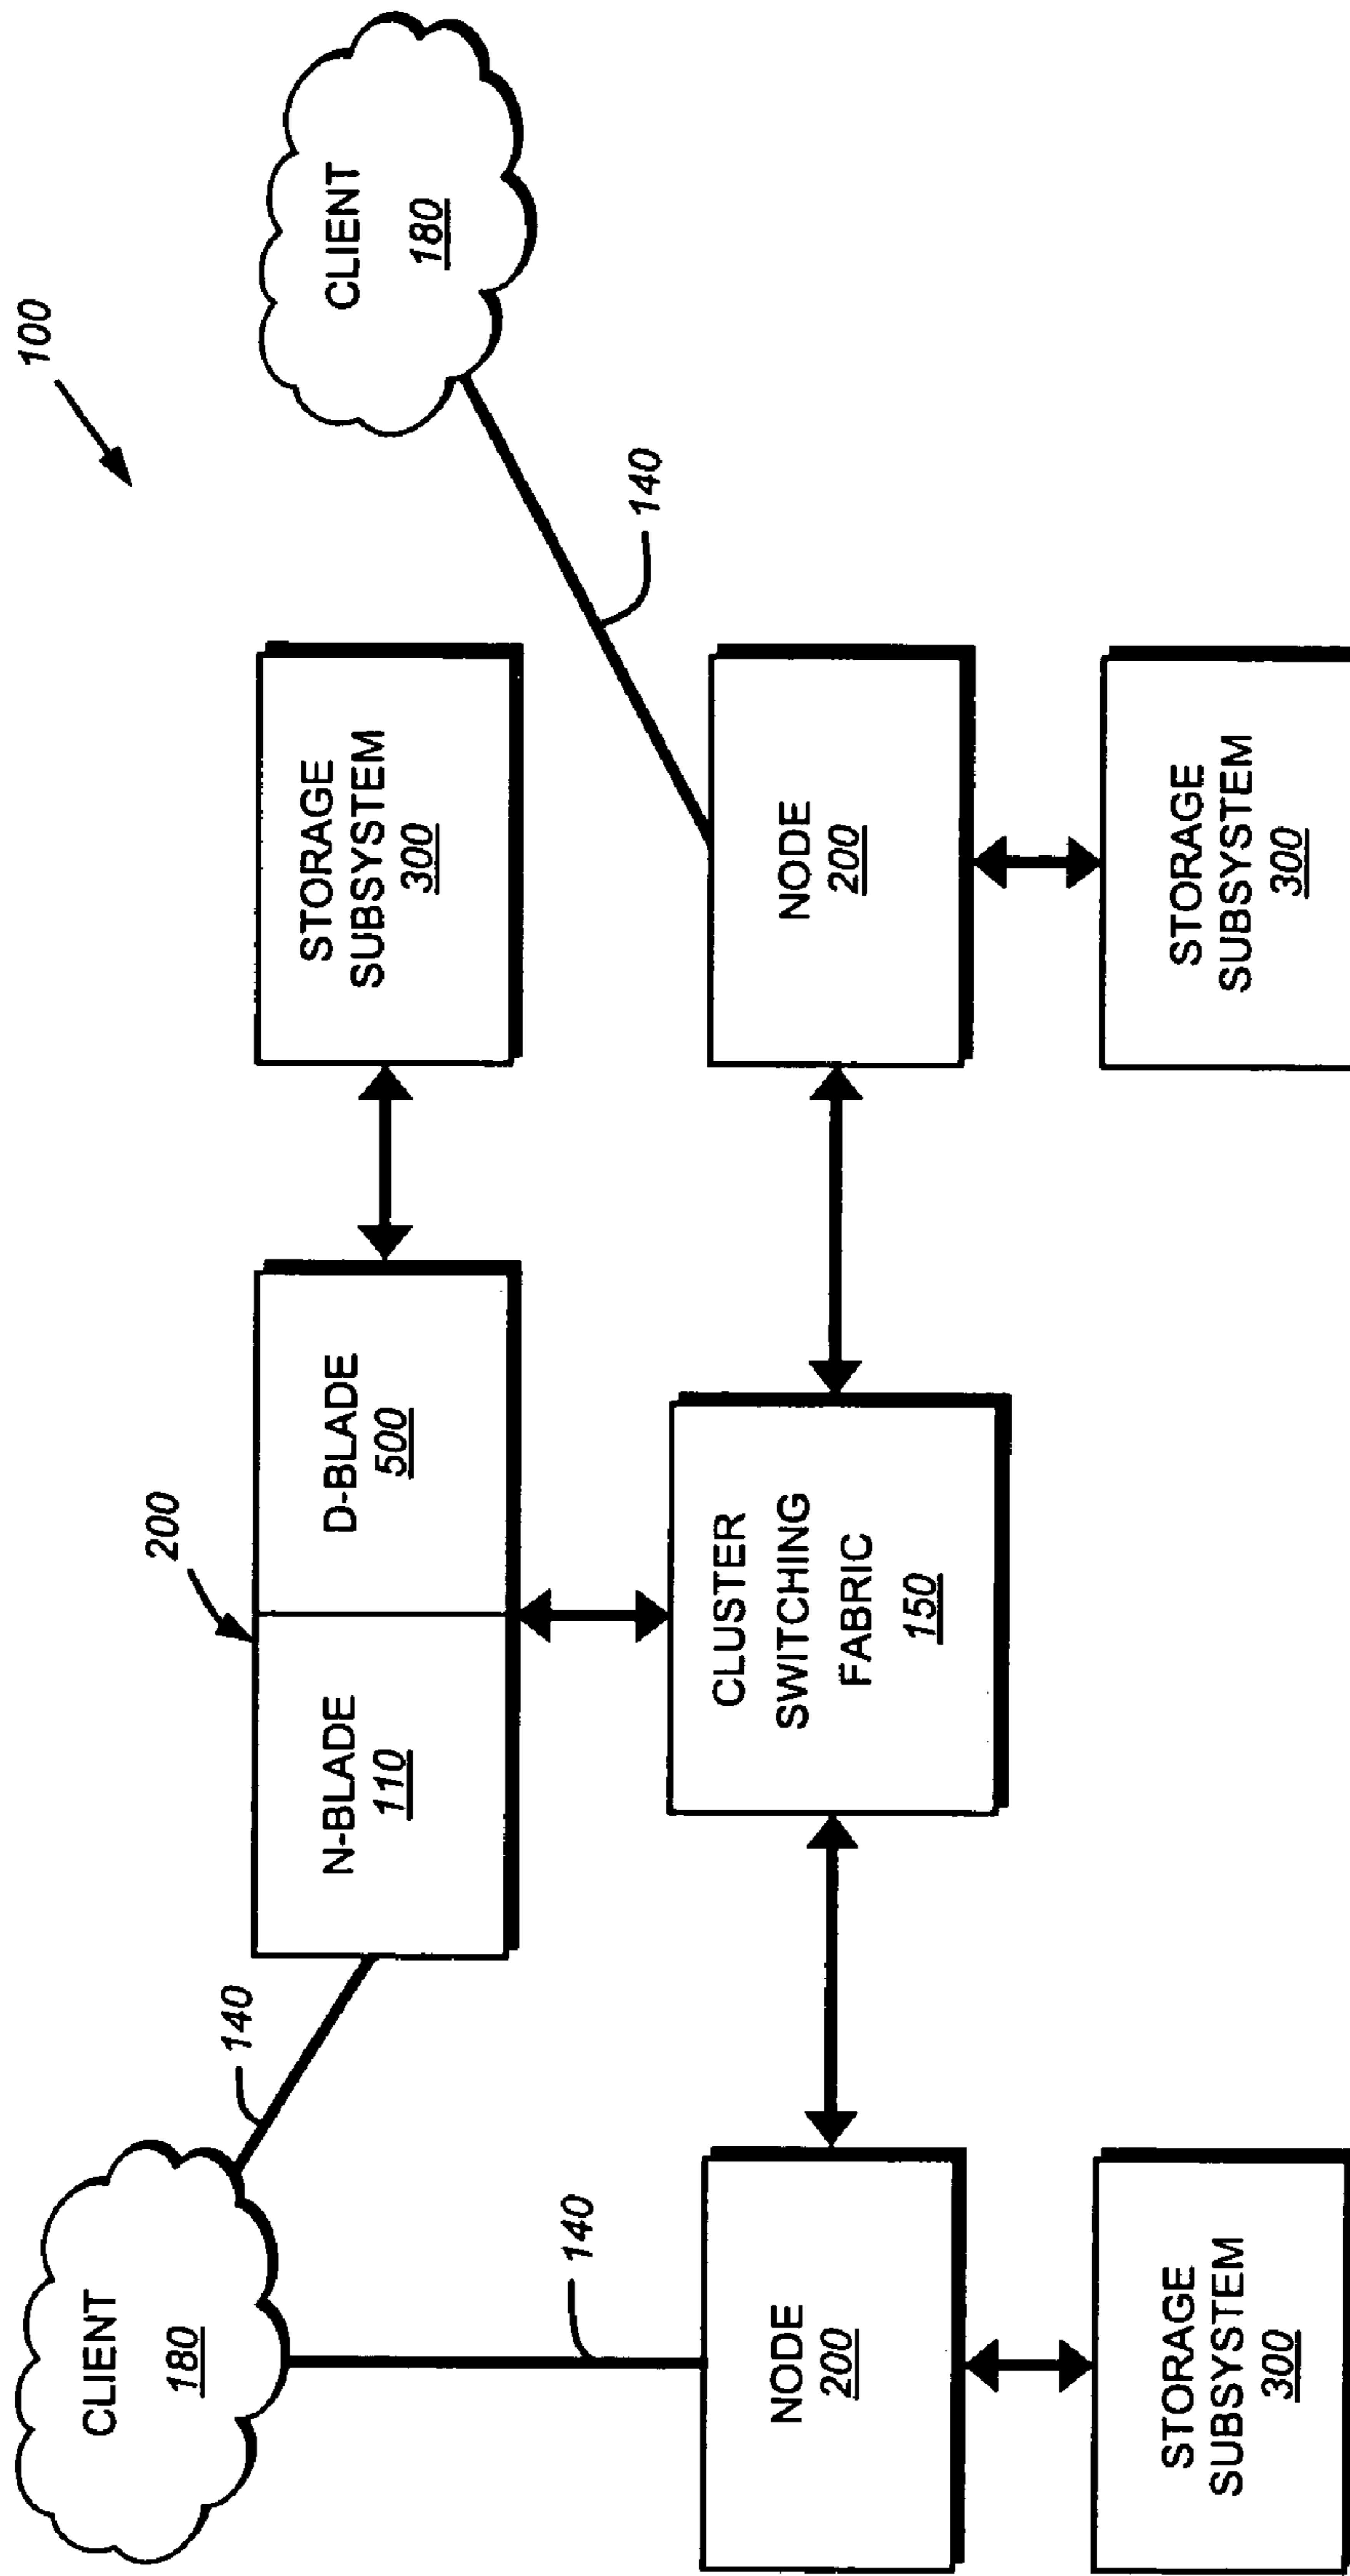 100
CLIENT
180
CLIENT
180
140
200
N-BLADE
110
D-BLADE
500
STORAGE
SUBSYSTEM
300
140
140
NODE
200
CLUSTER
SWITCHING
FABRIC
150
NODE
200
STORAGE
SUBSYSTEM
300
STORAGE
SUBSYSTEM
300